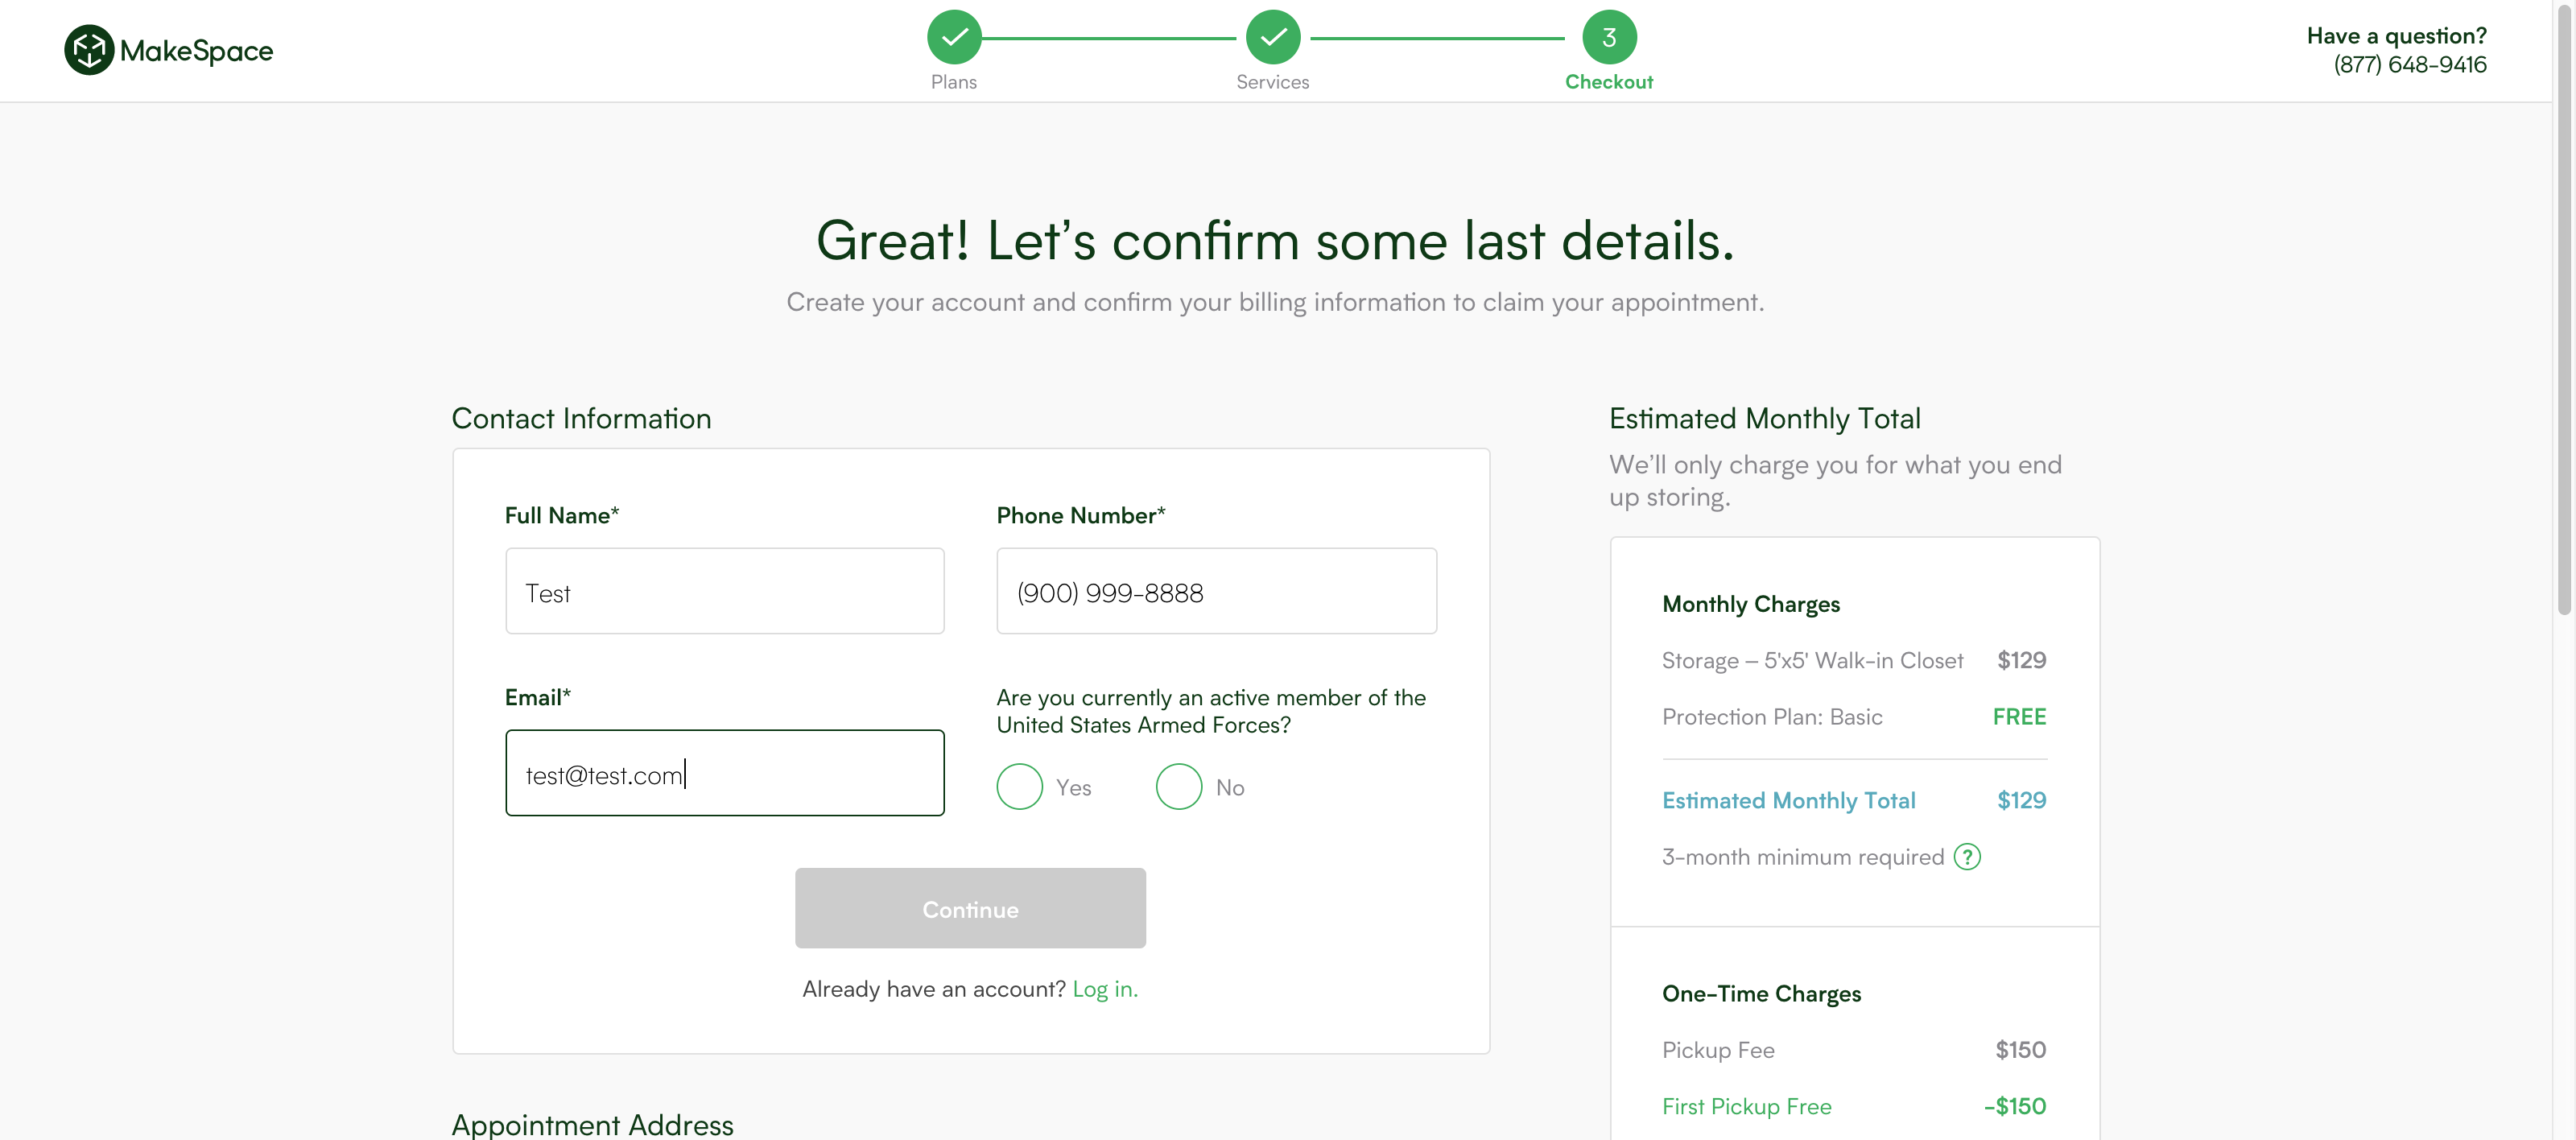 MakeSpace
Plans
Services
3
Checkout
Have a question?
(877) 648-9416
Great! Let’s confirm some last details.
Create your account and confirm your billing information to claim your appointment.
Contact Information
Full Name*
Test
Phone Number*
(900) 999-8888
Email*
test@test.com
Are you currently an active member of the
United States Armed Forces?
Yes
No
Continue
Already have an account? Log in.
Appointment Address
Estimated Monthly Total
We’ll only charge you for what you end
up storing.
Monthly Charges
Storage – 5'x5' Walk-in Closet $129
Protection Plan: Basic FREE
Estimated Monthly Total $129
3-month minimum required ?
One-Time Charges
Pickup Fee $150
First Pickup Free -$150